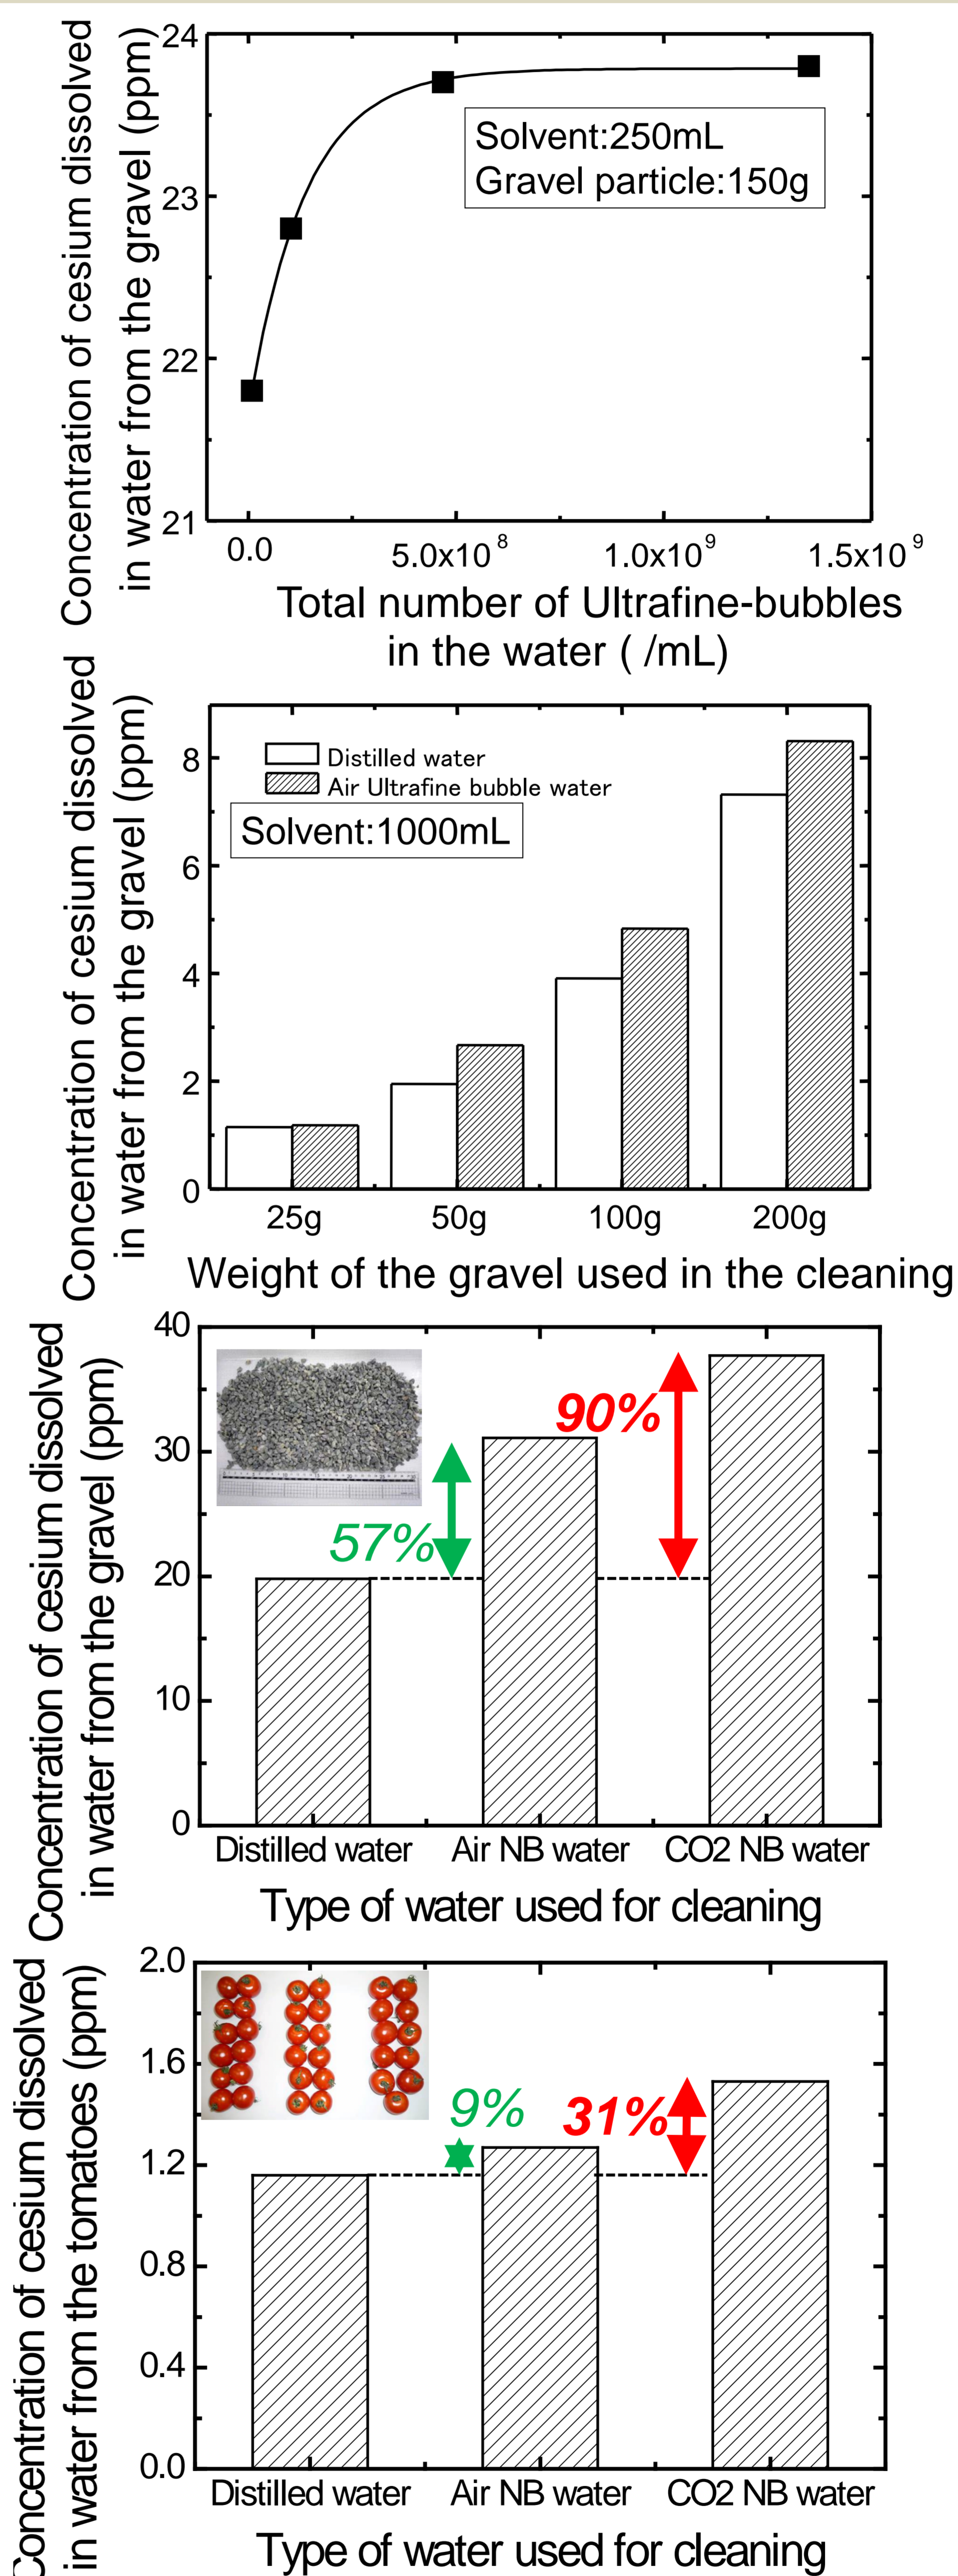 Concentration of cesium dissolved
in water from the gravel (ppm)
24
23
22
21
Solvent:250mL
Gravel particle:150g
0.0
5.0x10 8
1.0x10 9
1.5x10 9
Total number of Ultrafine-bubbles
in the water ( /mL)
Concentration of cesium dissolved
in water from the gravel (ppm)
8
6
4
2
0
Distilled water
Air Ultrafine bubble water
Solvent:1000mL
25g
50g
100g
200g
Weight of the gravel used in the cleaning
Concentration of cesium dissolved
in water from the gravel (ppm)
40
30
20
10
0
57%
90%
Distilled water
Air NB water
CO2 NB water
Type of water used for cleaning
Concentration of cesium dissolved
in water from the tomatoes (ppm)
2.0
1.6
1.2
0.8
0.4
0.0
9%
31%
Distilled water
Air NB water
CO2 NB water
Type of water used for cleaning